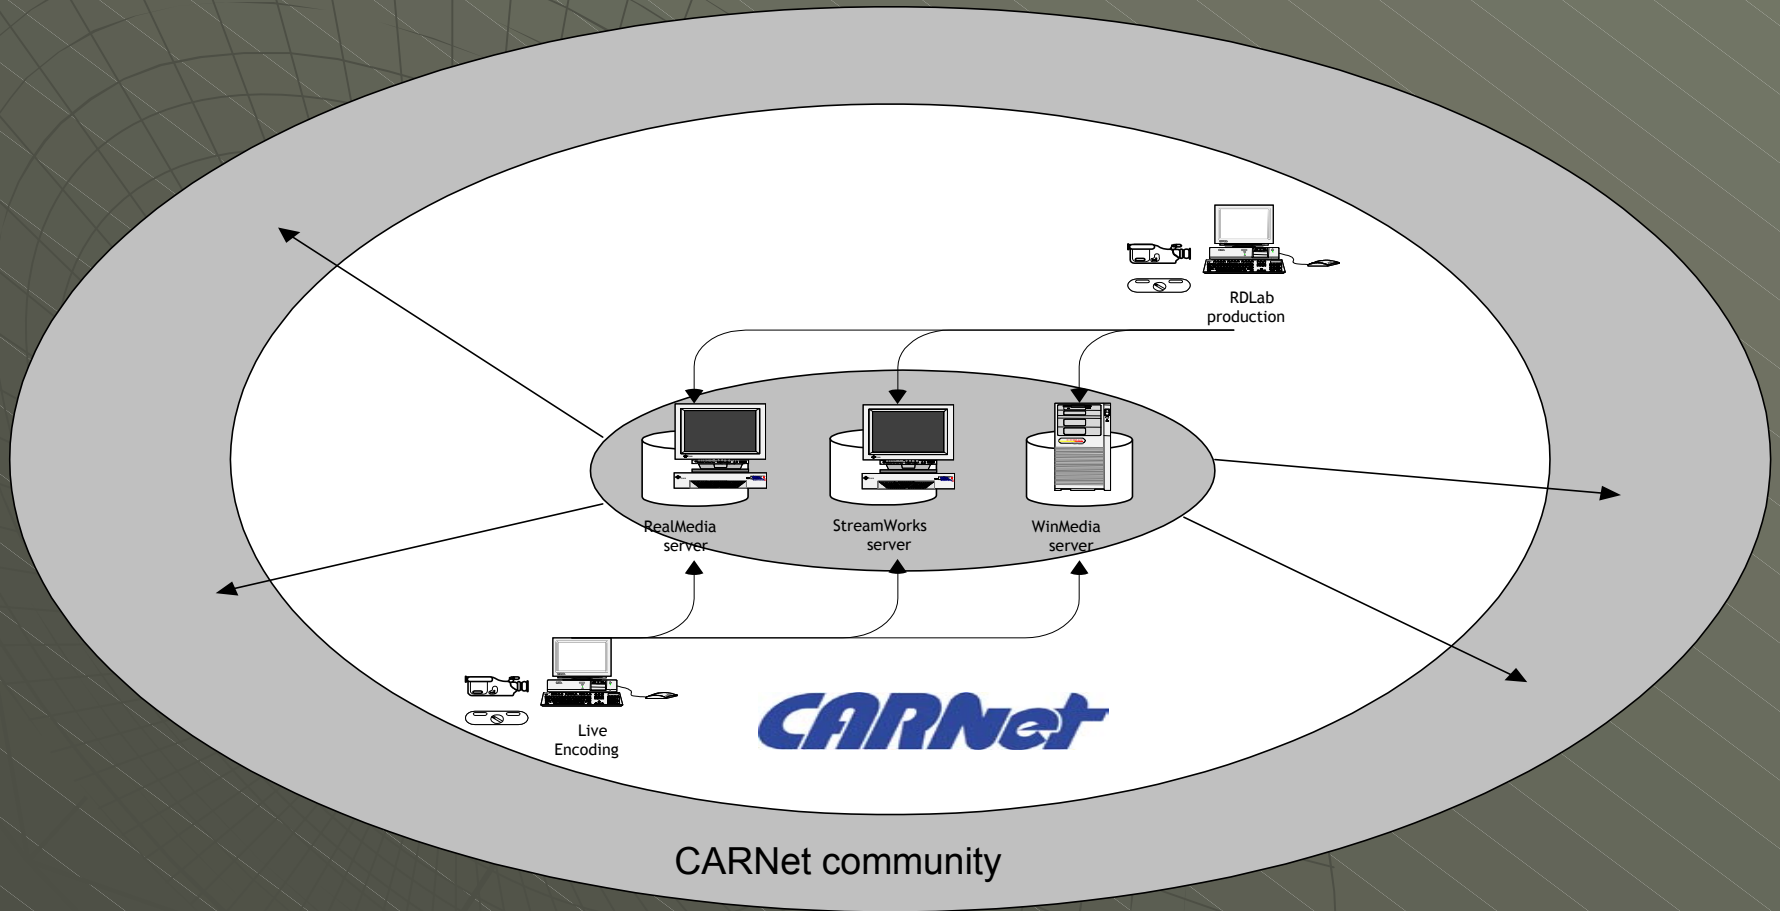 RDLab
production
RealMedia
server
StreamWorks
server
WinMedia
server
Live
Encoding
CARNet
CARNet community